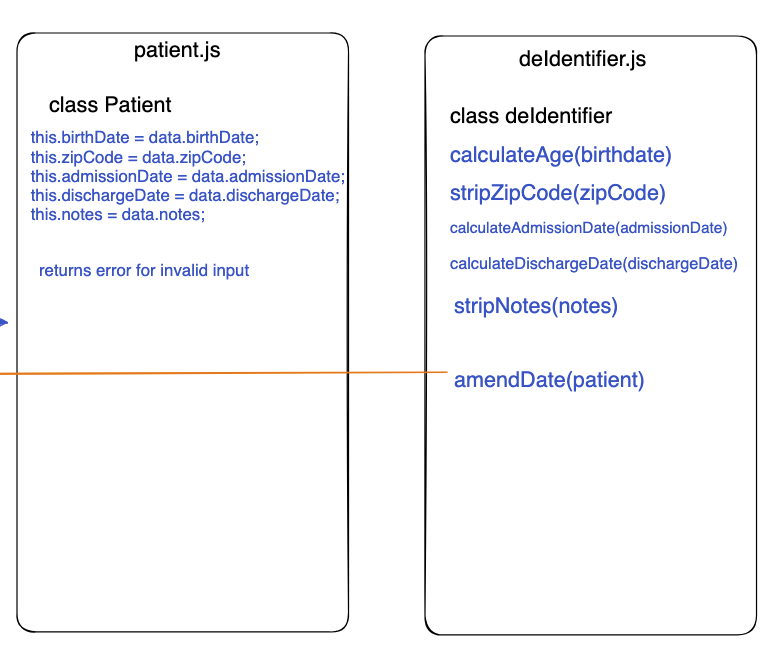 patient.js
class Patient
this.birthDate = data.birthDate;
this.zipCode = data.zipCode;
this.admissionDate = data.admissionDate;
this.dischargeDate = data.dischargeDate;
this.notes = data.notes;
returns error for invalid input
deIdentifier.js
class deIdentifier
calculateAge(birthdate)
stripZipCode(zipCode)
calculateAdmissionDate(admissionDate)
calculateDischargeDate(dischargeDate)
stripNotes(notes)
amendDate(patient)